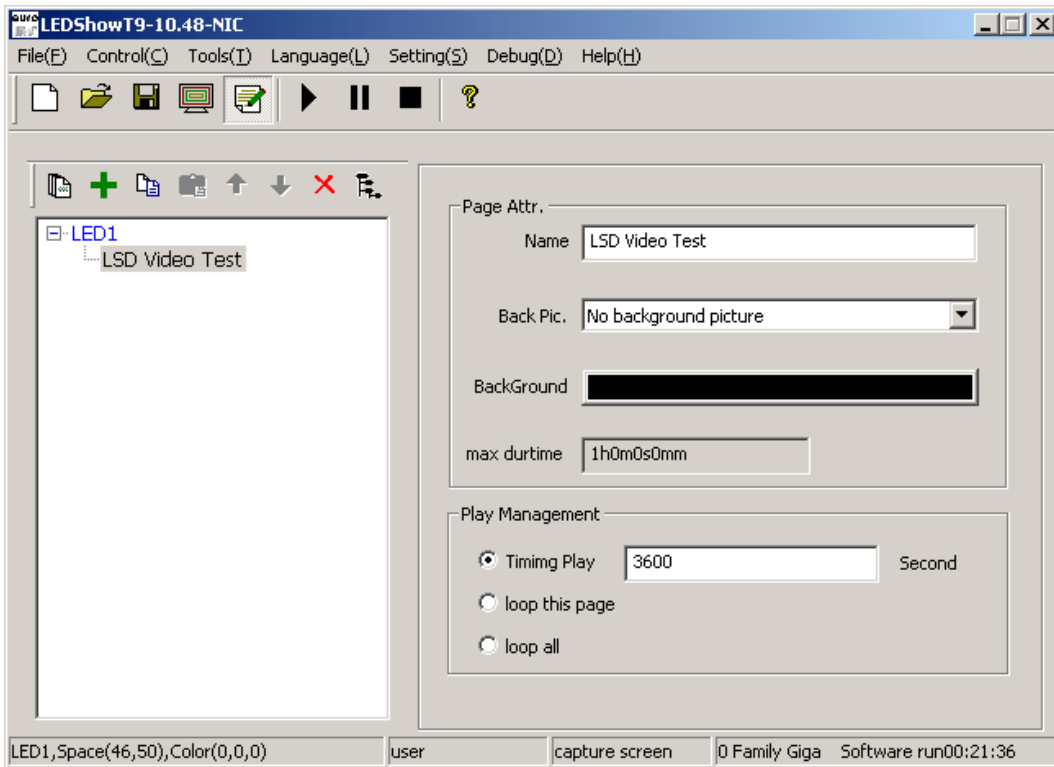 LEDShowT9-10.48-NIC
File(F) Control(C) Tools(T) Language(L) Setting(S) Debug(D) Help(H)
LED1
LSD Video Test
Page Attr.
Name LSD Video Test
Back Pic. No background picture
BackGround
max durtime 1h0m0s0mm
Play Management
Timimg Play 3600 Second
loop this page
loop all
LED1,Space(46,50),Color(0,0,0) user capture screen 0 Family Giga Software run00:21:36